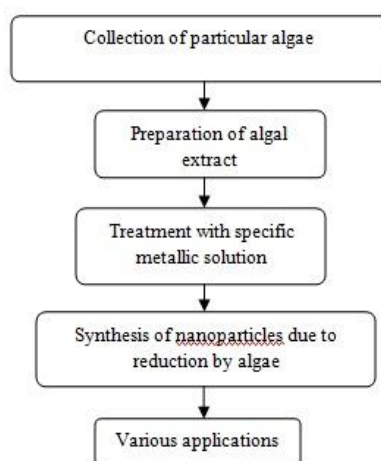 Collection of particular algae
Preparation of algal
extract
Treatment with specific
metallic solution
Synthesis of nanoparticles due to
reduction by algae
Various applications